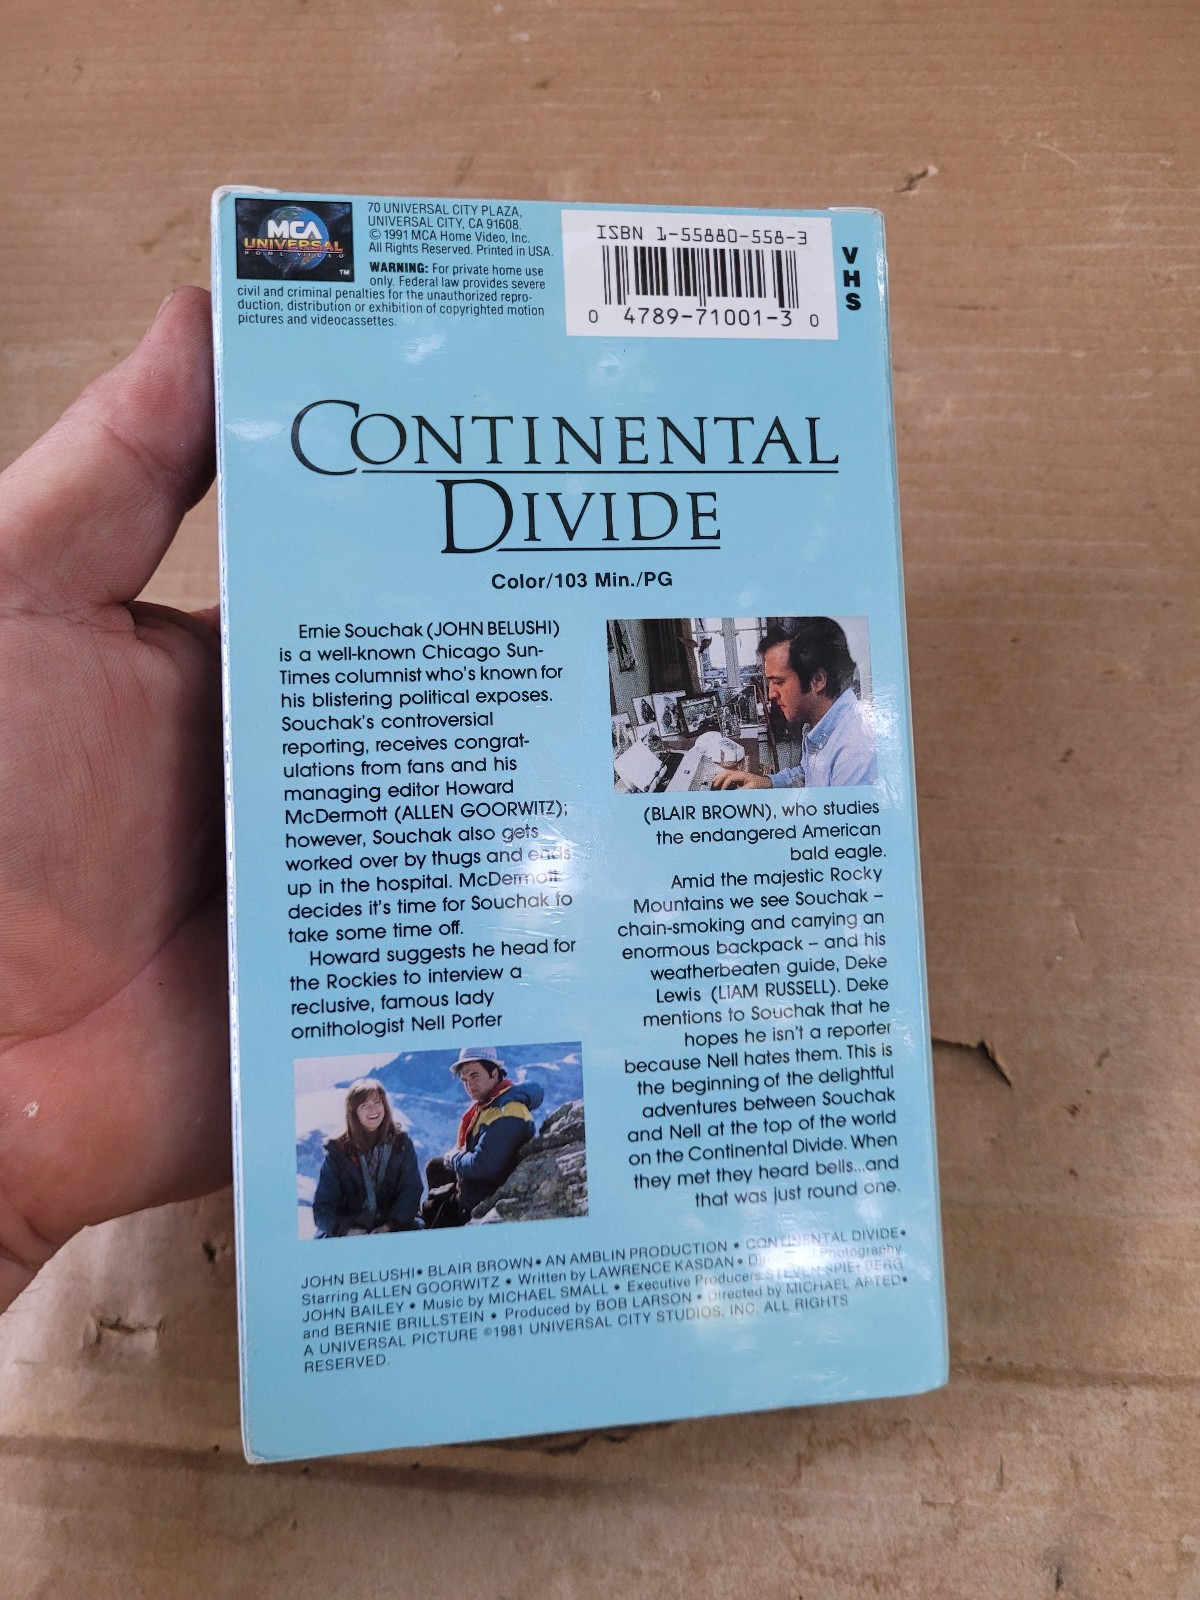 MCA
UNIVERSAL
HOME VIDEO
TM
70 UNIVERSAL CITY PLAZA,
UNIVERSAL CITY, CA 91608.
© 1991 MCA Home Video, Inc.
All Rights Reserved. Printed in USA.
WARNING: For private home use
only. Federal law provides severe
civil and criminal penalties for the unauthorized repro-
duction, distribution or exhibition of copyrighted motion
pictures and videocassettes.
ISBN 1-55880-558-3
0 4789-71001-3 0
VHS
CONTINENTAL
DIVIDE
Color/103 Min./PG
Ernie Souchak (JOHN BELUSHI)
is a well-known Chicago Sun-
Times columnist who's known for
his blistering political exposes.
Souchak's controversial
reporting, receives congrat-
ulations from fans and his
managing editor Howard
McDermott (ALLEN GOORWITZ);
however, Souchak also gets
worked over by thugs and ends
up in the hospital. McDermott
decides it's time for Souchak to
take some time off.
Howard suggests he head for
the Rockies to interview a
reclusive, famous lady
ornithologist Nell Porter
(BLAIR BROWN), who studies
the endangered American
bald eagle.
Amid the majestic Rocky
Mountains we see Souchak –
chain-smoking and carrying an
enormous backpack – and his
weatherbeaten guide, Deke
Lewis (LIAM RUSSELL). Deke
mentions to Souchak that he
hopes he isn't a reporter
because Nell hates them. This is
the beginning of the delightful
adventures between Souchak
and Nell at the top of the world
on the Continental Divide. When
they met they heard bells...and
that was just round one.
JOHN BELUSHI • BLAIR BROWN • AN AMBLIN PRODUCTION • CONTINENTAL DIVIDE •
Starring ALLEN GOORWITZ • Written by LAWRENCE KASDAN • Photography
JOHN BAILEY • Music by MICHAEL SMALL • Executive Producers STEVEN SPIELBERG
and BERNIE BRILLSTEIN • Produced by BOB LARSON • Directed by MICHAEL APTED •
A UNIVERSAL PICTURE ©1981 UNIVERSAL CITY STUDIOS, INC. ALL RIGHTS
RESERVED.